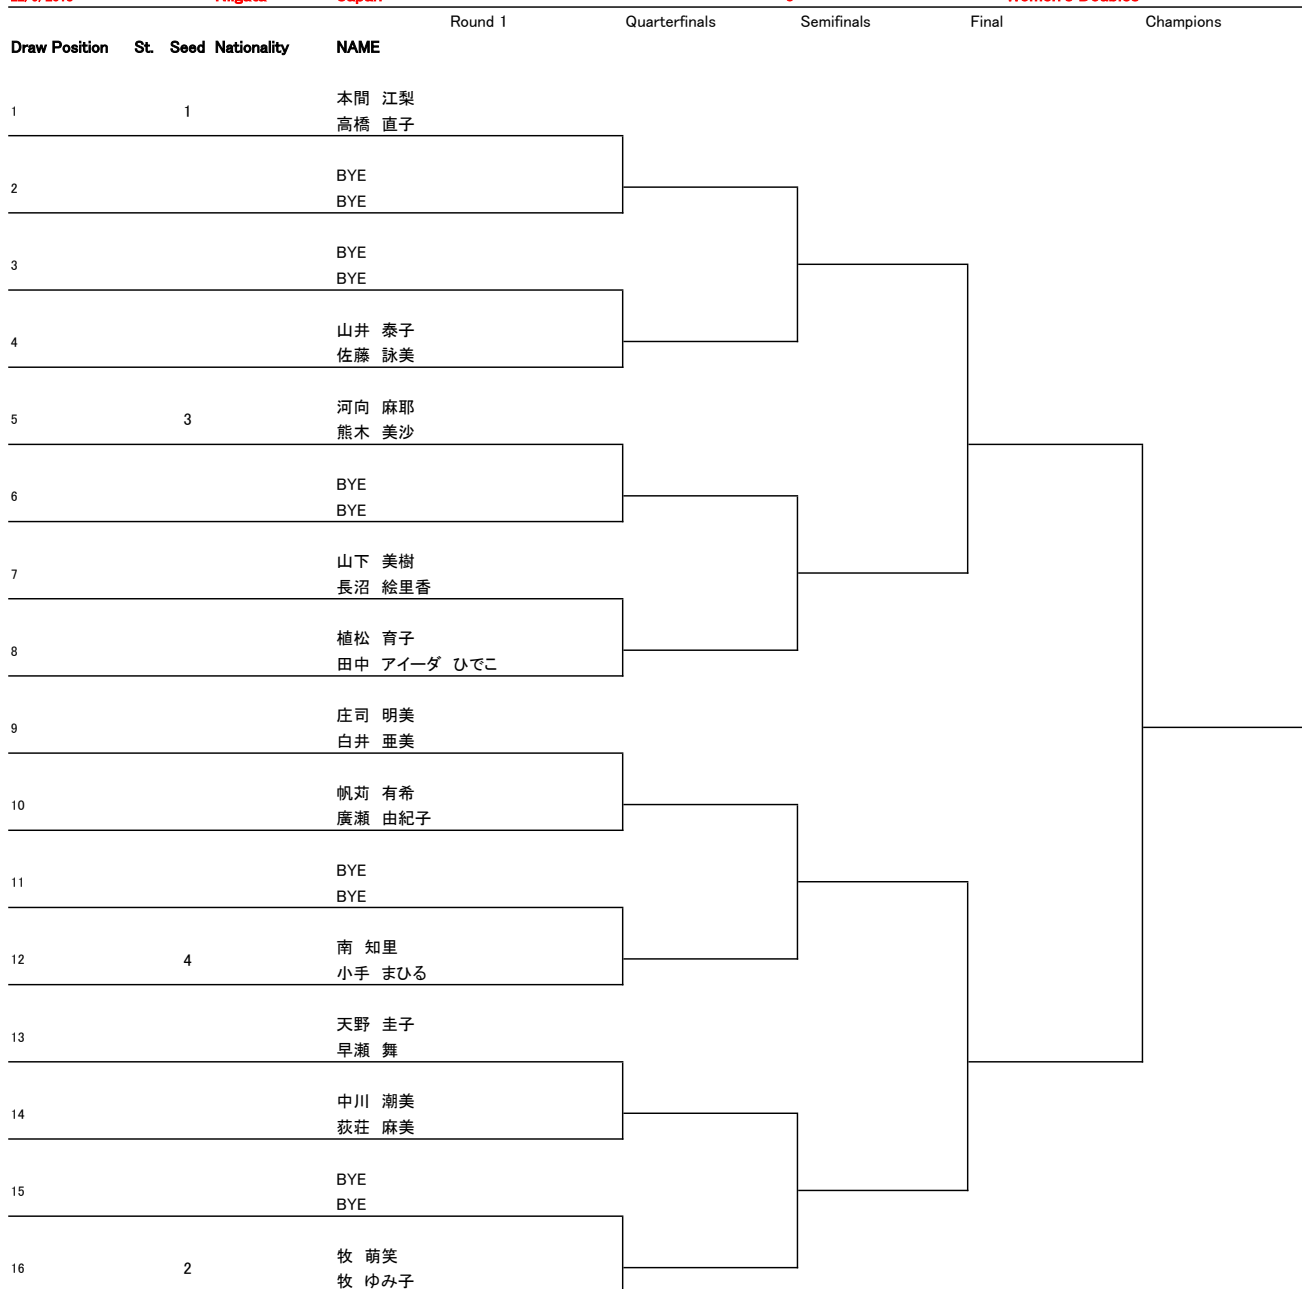 Round 1 Quarterfinals Semifinals Final Champions
Draw Position St. Seed Nationality NAME
本間 江梨
1 1
高橋 直子
BYE
2
BYE
BYE
3
BYE
山井 泰子
4
佐藤 詠美
河向 麻耶
5 3
熊木 美沙
BYE
6
BYE
山下 美樹
7
長沼 絵里香
植松 育子
8
田中 アイーダ ひでこ
庄司 明美
9
白井 亜美
帆苅 有希
10
廣瀬 由紀子
BYE
11
BYE
南 知里
12 4
小手 まひる
天野 圭子
13
早瀬 舞
中川 潮美
14
荻荘 麻美
BYE
15
BYE
牧 萌笑
16 2
牧 ゆみ子